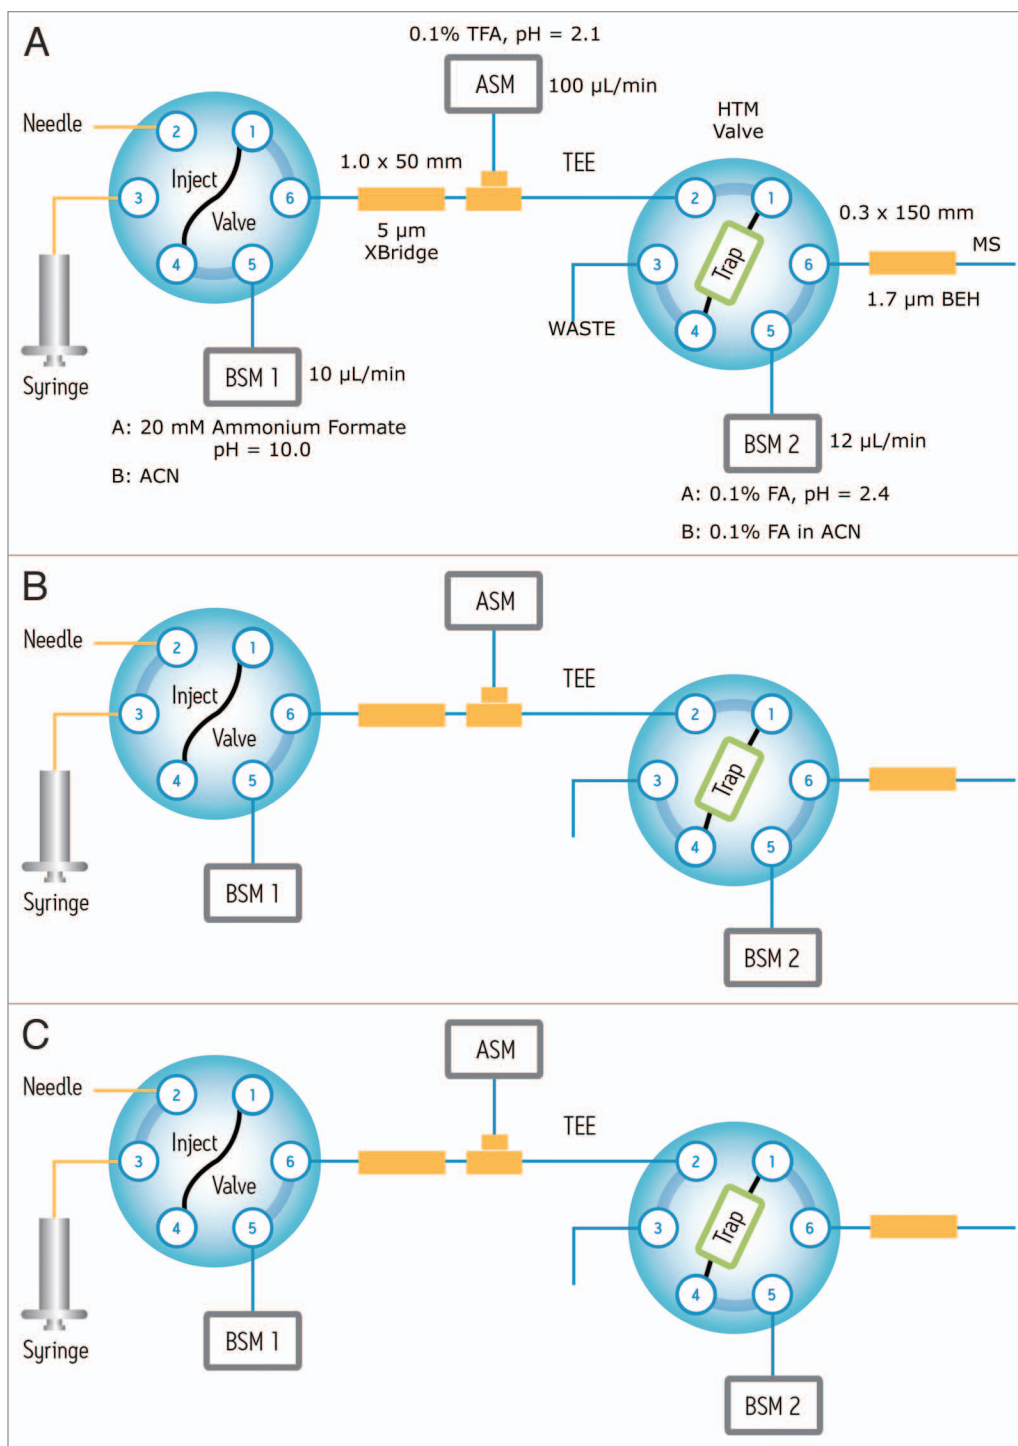 A
0.1% TFA, pH = 2.1
ASM
100 µL/min
Needle
2
1
Inject
Valve
3
6
4
5
1.0 x 50 mm
5 µm
XBridge
TEE
HTM
Valve
2
1
3
Trap
6
4
5
0.3 x 150 mm
MS
1.7 µm BEH
WASTE
Syringe
BSM 1
10 µL/min
A: 20 mM Ammonium Formate
pH = 10.0
B: ACN
BSM 2
12 µL/min
A: 0.1% FA, pH = 2.4
B: 0.1% FA in ACN
B
ASM
Needle
2
1
Inject
Valve
3
6
4
5
TEE
2
1
3
Trap
6
4
5
Syringe
BSM 1
BSM 2
C
ASM
Needle
2
1
Inject
Valve
3
6
4
5
TEE
2
1
3
Trap
6
4
5
Syringe
BSM 1
BSM 2